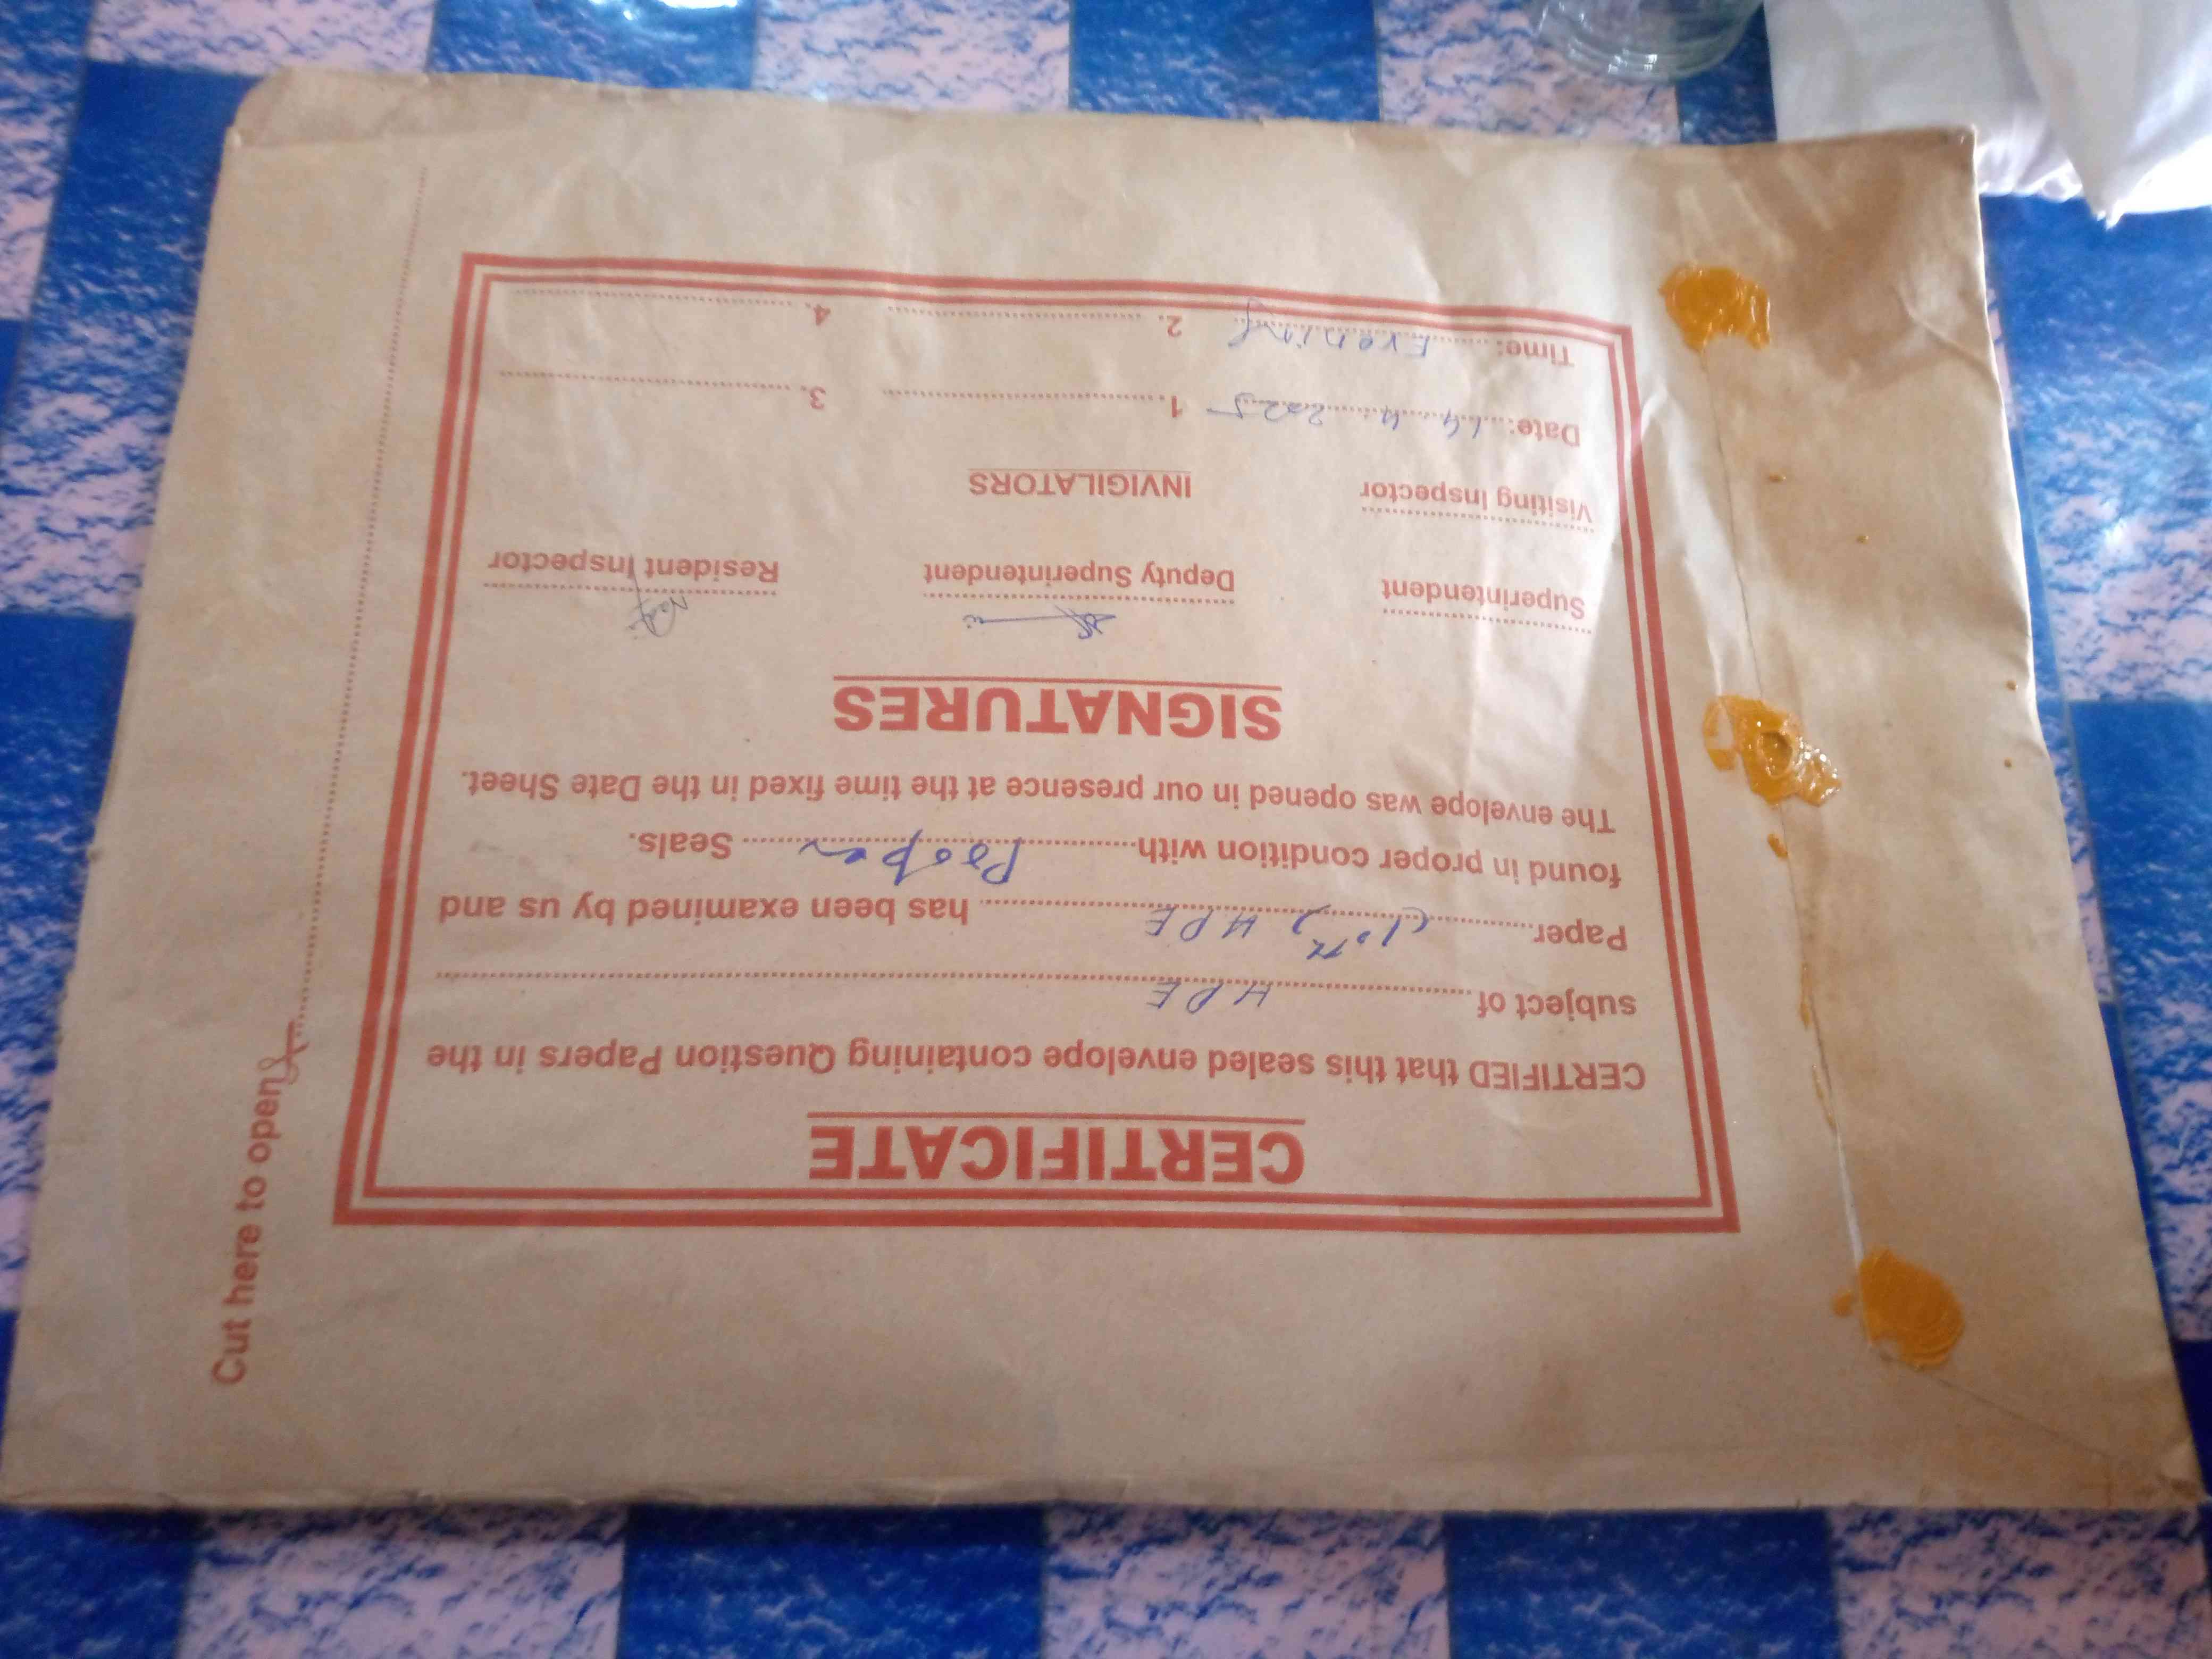 CERTIFICATE
CERTIFIED that this sealed envelope containing Question Papers in the
subject of HPE
Paper HPE has been examined by us and
found in proper condition with Proper Seals.
The envelope was opened in our presence at the time fixed in the Date Sheet.
SIGNATURES
Superintendent Deputy Superintendent Resident Inspector
Visiting Inspector INVIGILATORS
Date: 14 4 2025 1. 3.
Time: Evening 2. 4.
Cut here to open